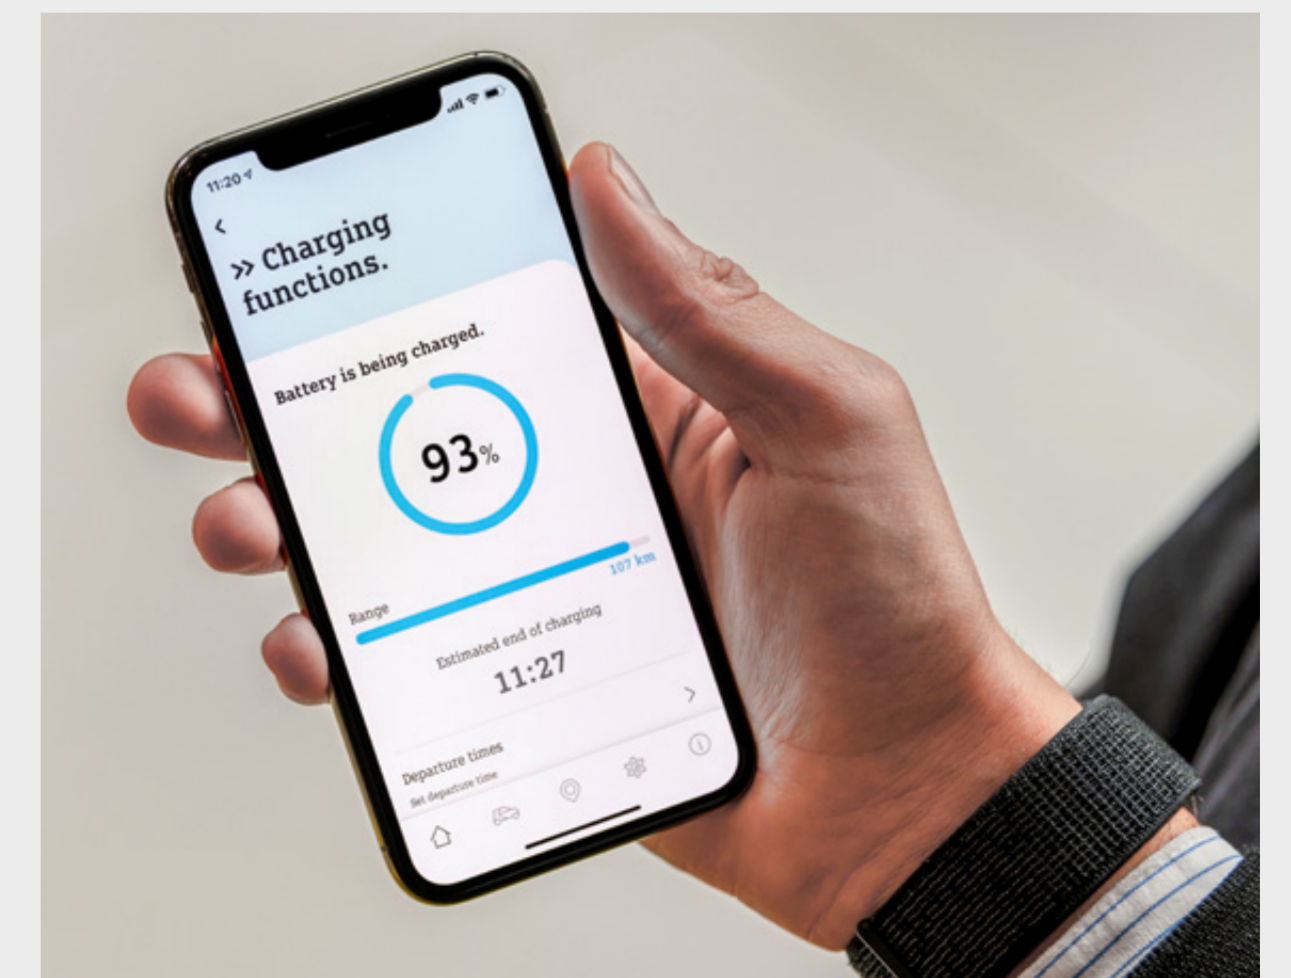 11:20
>> Charging
functions.
Battery is being charged.
93%
107 km
Range
Estimated end of charging
11:27
Departure times
Set departure time